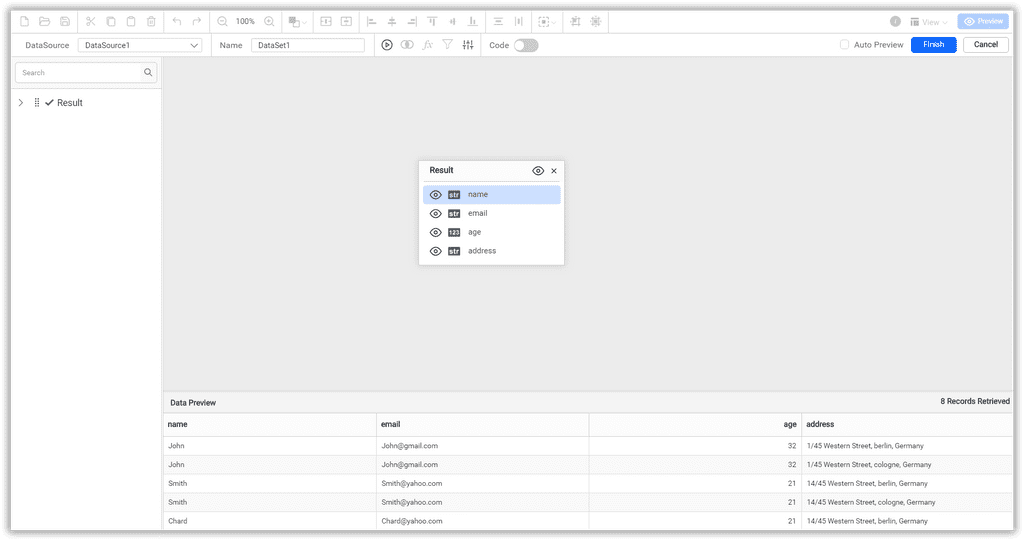 100% View Preview
DataSource DataSource1 Name DataSet1 fx Code Auto Preview Finish Cancel
Search
Result
Result
str name
str email
123 age
str address
Data Preview 8 Records Retrieved
name email age address
John John@gmail.com 32 1/45 Western Street, berlin, Germany
John John@gmail.com 32 1/45 Western Street, cologne, Germany
Smith Smith@yahoo.com 21 14/45 Western Street, berlin, Germany
Smith Smith@yahoo.com 21 14/45 Western Street, cologne, Germany
Chard Chard@yahoo.com 21 14/45 Western Street, berlin, Germany